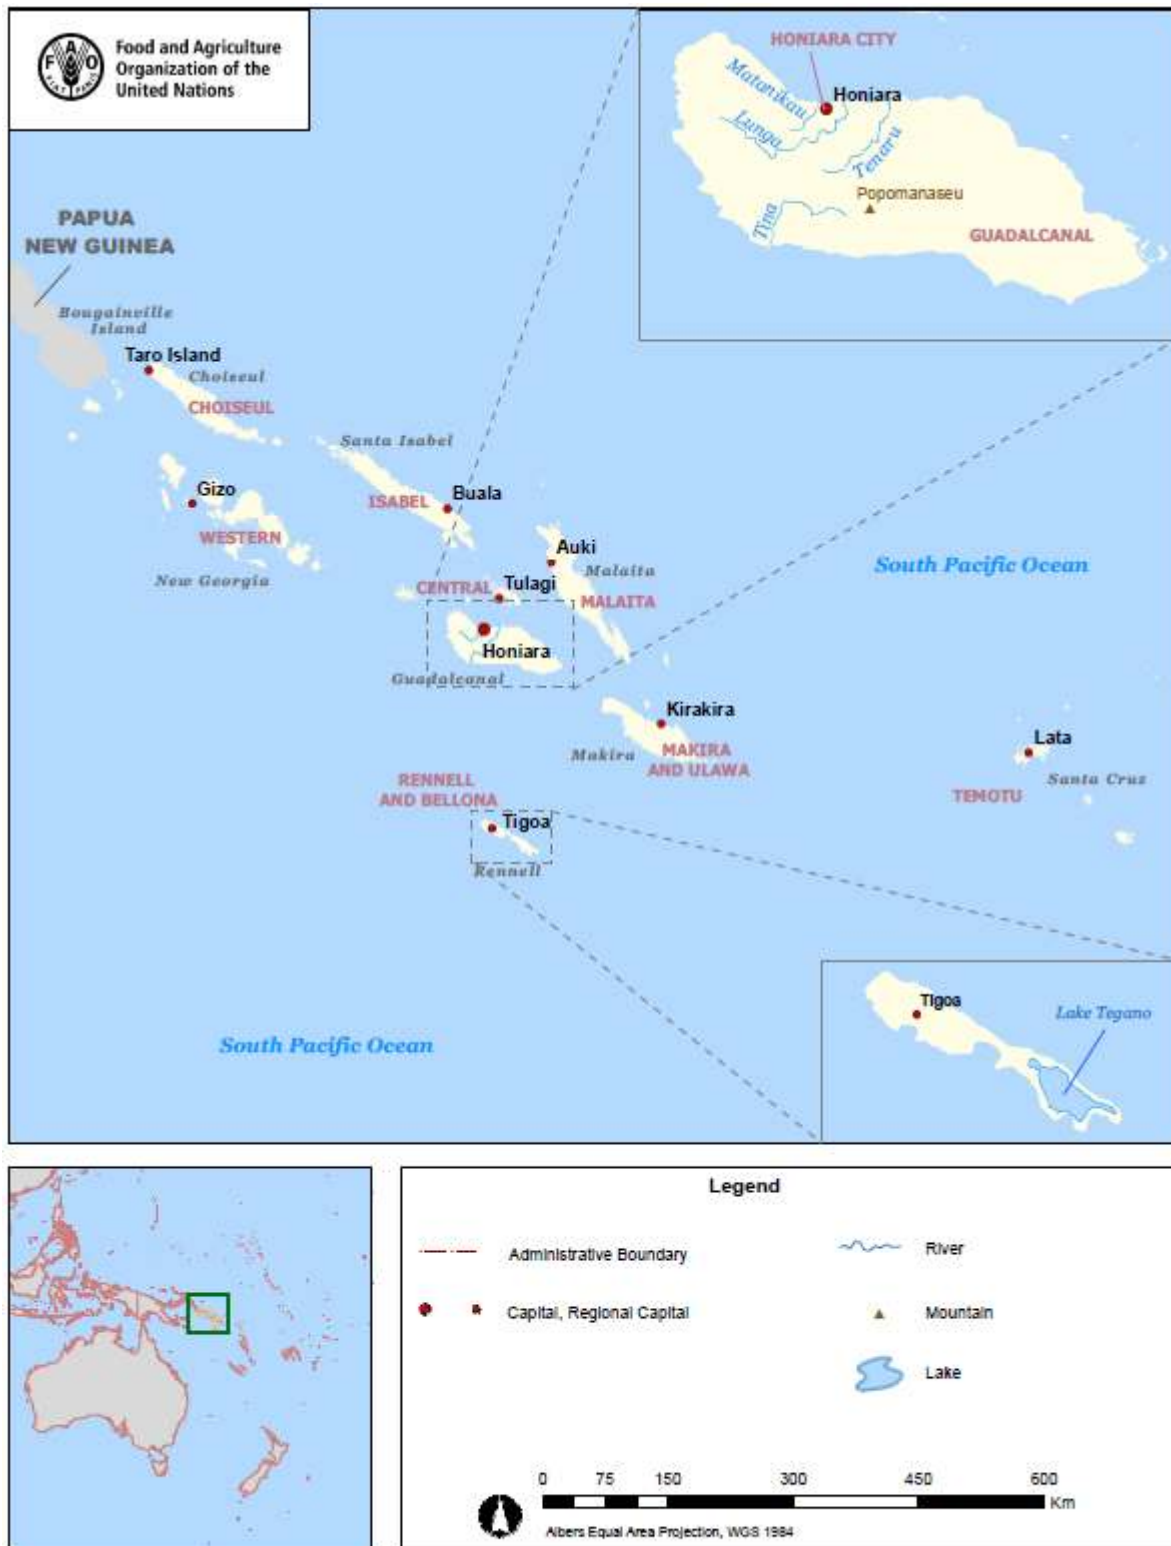 F A O
FIAT PANIS
Food and Agriculture
Organization of the
United Nations
HONIARA CITY
Matanikau
Honiara
Lunga
Tenaru
Popomanaseu
Tina
GUADALCANAL
PAPUA
NEW GUINEA
Bougainville
Island
Taro Island
Choiseul
CHOISEUL
Santa Isabel
Gizo
ISABEL
Buala
WESTERN
New Georgia
Auki
Malaita
South Pacific Ocean
CENTRAL
Tulagi
MALAITA
Honiara
Guadalcanal
Kirakira
Makira
MAKIRA
AND ULAWA
Lata
Santa Cruz
TEMOTU
RENNELL
AND BELLONA
Tigoa
Rennell
Tigoa
Lake Tegano
South Pacific Ocean
Legend
Administrative Boundary
River
Capital, Regional Capital
Mountain
Lake
0 75 150 300 450 600
Km
Albers Equal Area Projection, WGS 1984